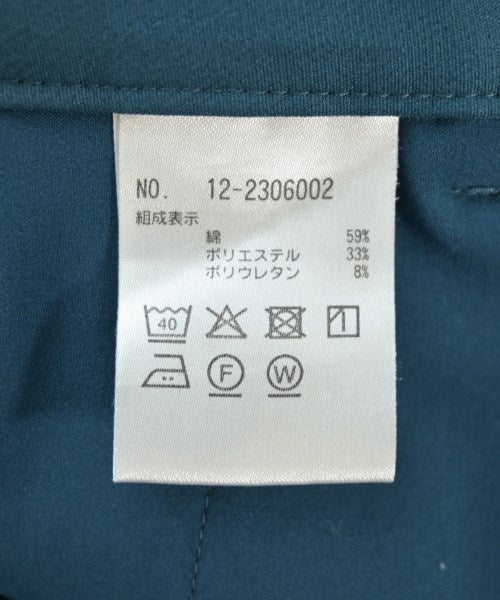 NO. 12-2306002
組成表示
綿 59%
ポリエステル 33%
ポリウレタン 8%
40
F W